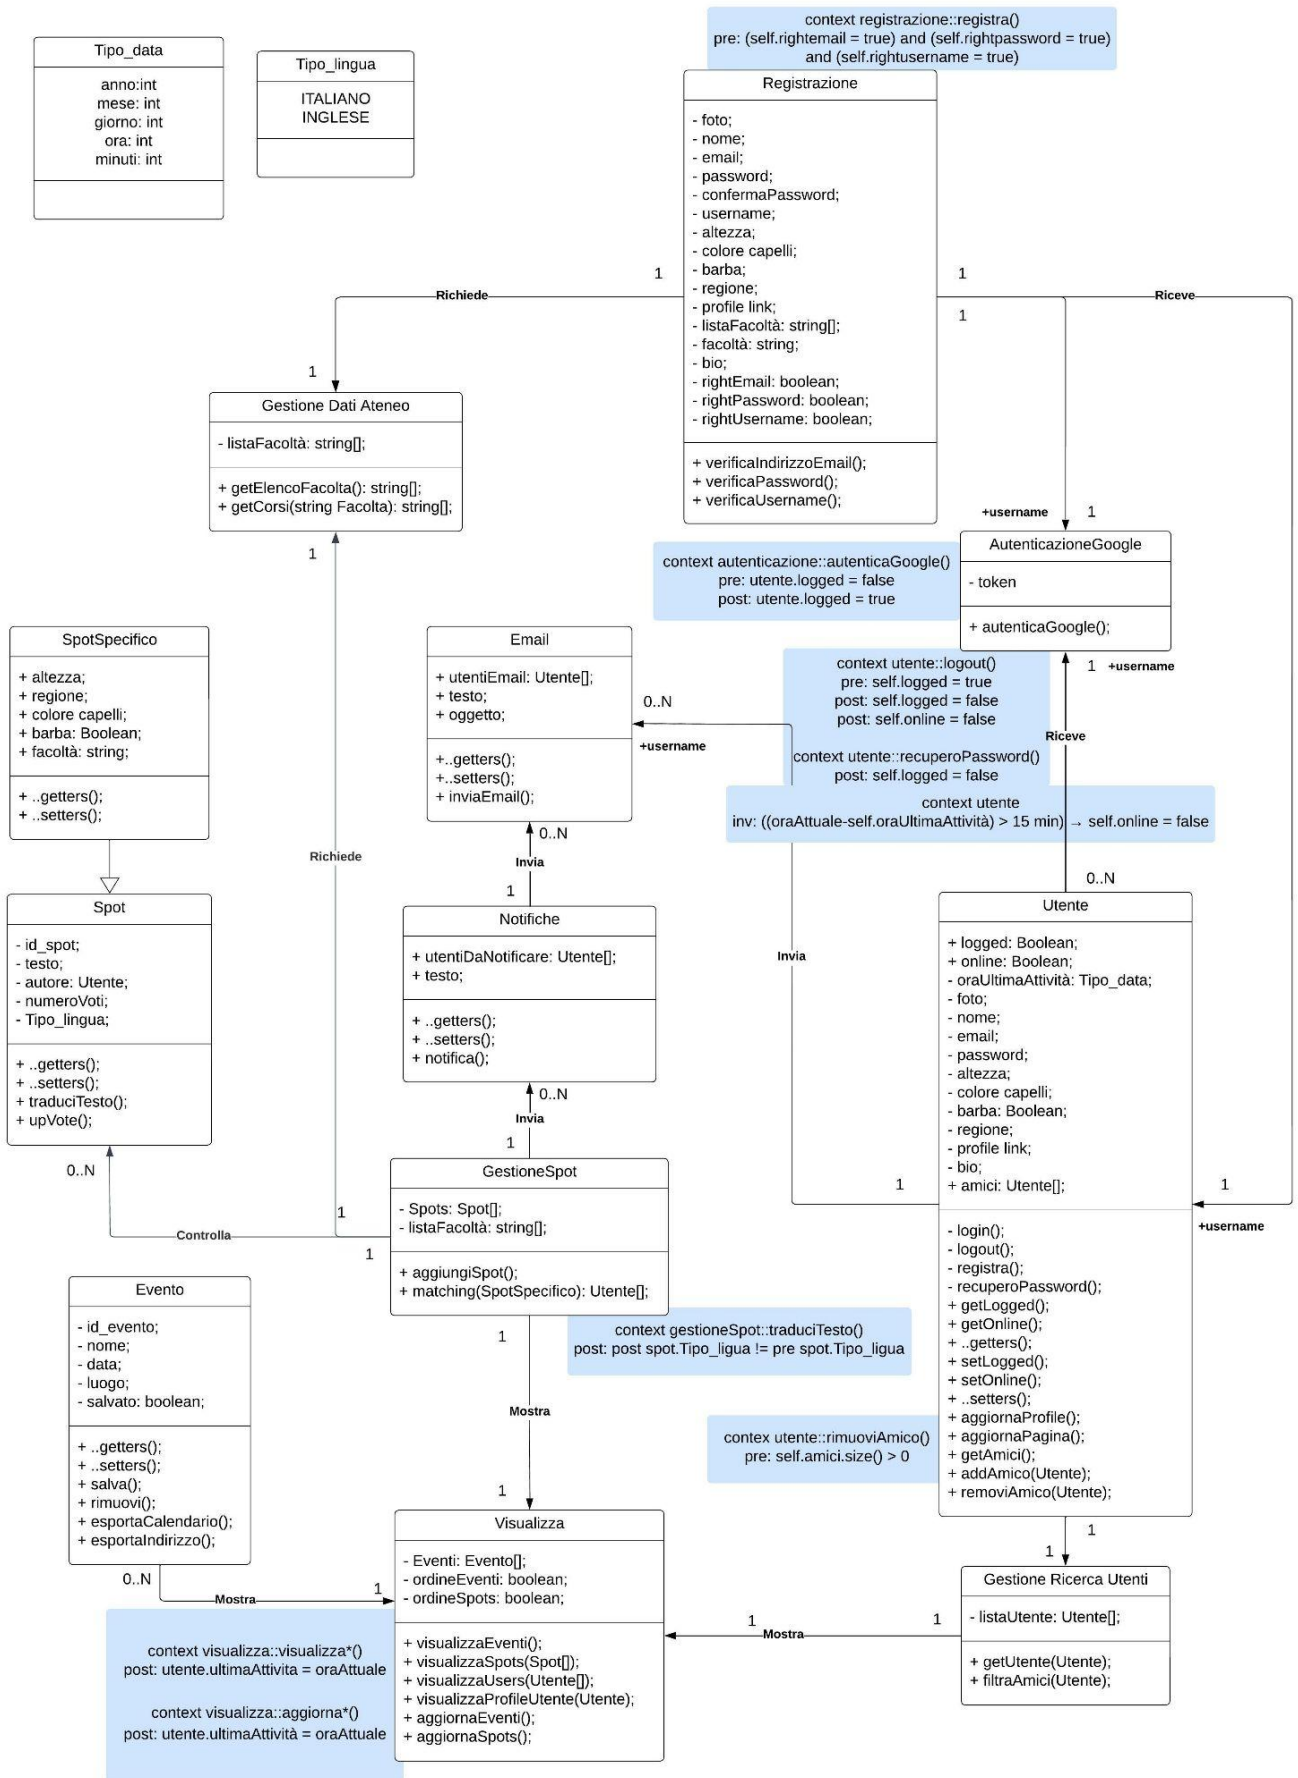 context registrazione::registra()
pre: (self.rightemail = true) and (self.rightpassword = true)
and (self.rightusername = true)
Tipo_data
anno:int
mese: int
giorno: int
ora: int
minuti: int
Tipo_lingua
ITALIANO
INGLESE
Registrazione
- foto;
- nome;
- email;
- password;
- confermaPassword;
- username;
- altezza;
- colore capelli;
- barba;
- regione;
- profile link;
- listaFacoltà: string[];
- facoltà: string;
- bio;
- rightEmail: boolean;
- rightPassword: boolean;
- rightUsername: boolean;
+ verificaIndirizzoEmail();
+ verificaPassword();
+ verificaUsername();
1
Richiede
1
1
Riceve
1
Gestione Dati Ateneo
- listaFacoltà: string[];
+ getElencoFacolta(): string[];
+ getCorsi(string Facolta): string[];
1
+username
1
AutenticazioneGoogle
- token
+ autenticaGoogle();
context autenticazione::autenticaGoogle()
pre: utente.logged = false
post: utente.logged = true
1
+username
context utente::logout()
pre: self.logged = true
post: self.logged = false
post: self.online = false
Riceve
context utente::recuperoPassword()
post: self.logged = false
context utente
inv: ((oraAttuale-self.oraUltimaAttività) > 15 min) → self.online = false
0..N
SpotSpecifico
+ altezza;
+ regione;
+ colore capelli;
+ barba: Boolean;
+ facoltà: string;
+ ..getters();
+ ..setters();
Email
+ utentiEmail: Utente[];
+ testo;
+ oggetto;
+..getters();
+..setters();
+ inviaEmail();
0..N
+username
0..N
Invia
1
Richiede
Spot
- id_spot;
- testo;
- autore: Utente;
- numeroVoti;
- Tipo_lingua;
+ ..getters();
+ ..setters();
+ traduciTesto();
+ upVote();
0..N
Notifiche
+ utentiDaNotificare: Utente[];
+ testo;
+ ..getters();
+ ..setters();
+ notifica();
0..N
Invia
1
Invia
1
Utente
+ logged: Boolean;
+ online: Boolean;
- oraUltimaAttività: Tipo_data;
- foto;
- nome;
- email;
- password;
- altezza;
- colore capelli;
- barba: Boolean;
- regione;
- profile link;
- bio;
+ amici: Utente[];
- login();
- logout();
- registra();
- recuperoPassword();
+ getLogged();
+ getOnline();
+ ..getters();
+ setLogged();
+ setOnline();
+ ..setters();
+ aggiornaProfile();
+ aggiornaPagina();
+ getAmici();
+ addAmico(Utente);
+ removiAmico(Utente);
1
+username
GestioneSpot
- Spots: Spot[];
- listaFacoltà: string[];
+ aggiungiSpot();
+ matching(SpotSpecifico): Utente[];
1
1
Controlla
Evento
- id_evento;
- nome;
- data;
- luogo;
- salvato: boolean;
+ ..getters();
+ ..setters();
+ salva();
+ rimuovi();
+ esportaCalendario();
+ esportaIndirizzo();
context gestioneSpot::traduciTesto()
post: post spot.Tipo_ligua != pre spot.Tipo_ligua
1
Mostra
1
contex utente::rimuoviAmico()
pre: self.amici.size() > 0
1
1
0..N
Mostra
1
Visualizza
- Eventi: Evento[];
- ordineEventi: boolean;
- ordineSpots: boolean;
+ visualizzaEventi();
+ visualizzaSpots(Spot[]);
+ visualizzaUsers(Utente[]);
+ visualizzaProfileUtente(Utente);
+ aggiornaEventi();
+ aggiornaSpots();
1
Mostra
1
Gestione Ricerca Utenti
- listaUtente: Utente[];
+ getUtente(Utente);
+ filtraAmici(Utente);
context visualizza::visualizza*()
post: utente.ultimaAttivita = oraAttuale
context visualizza::aggiorna*()
post: utente.ultimaAttività = oraAttuale